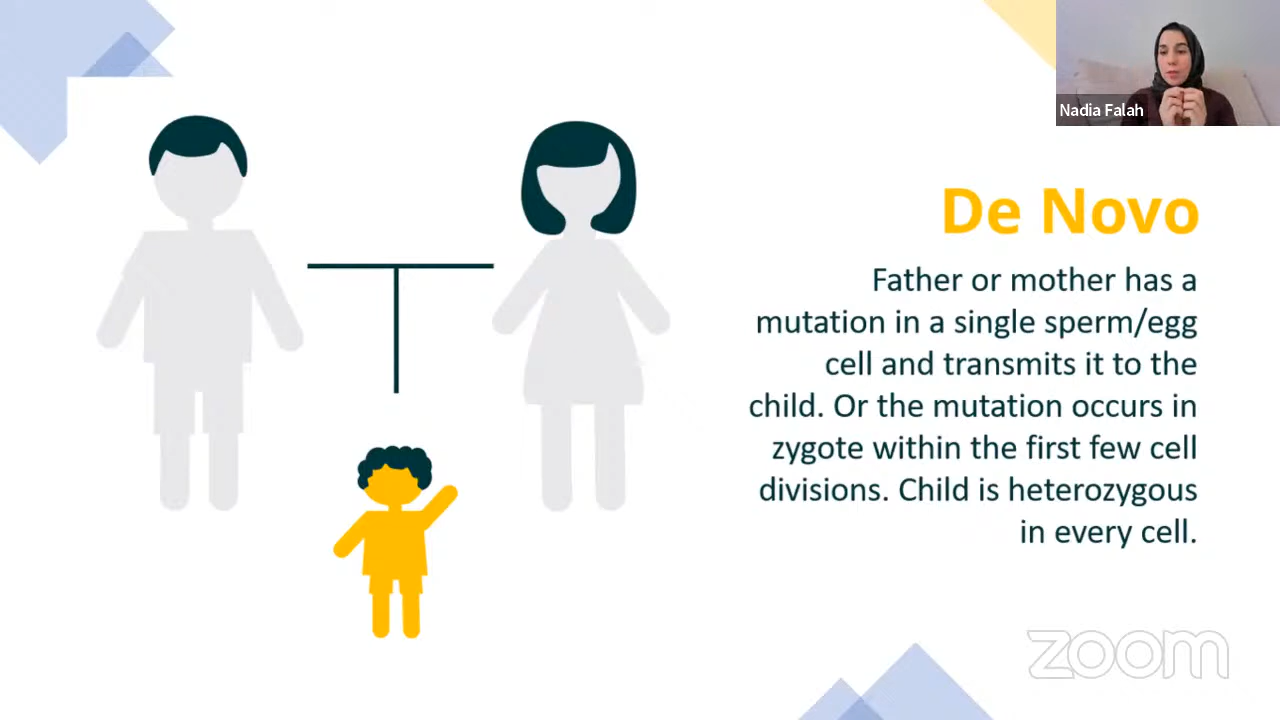 Nadia Falah
De Novo
Father or mother has a
mutation in a single sperm/egg
cell and transmits it to the
child. Or the mutation occurs in
zygote within the first few cell
divisions. Child is heterozygous
in every cell.
zoom